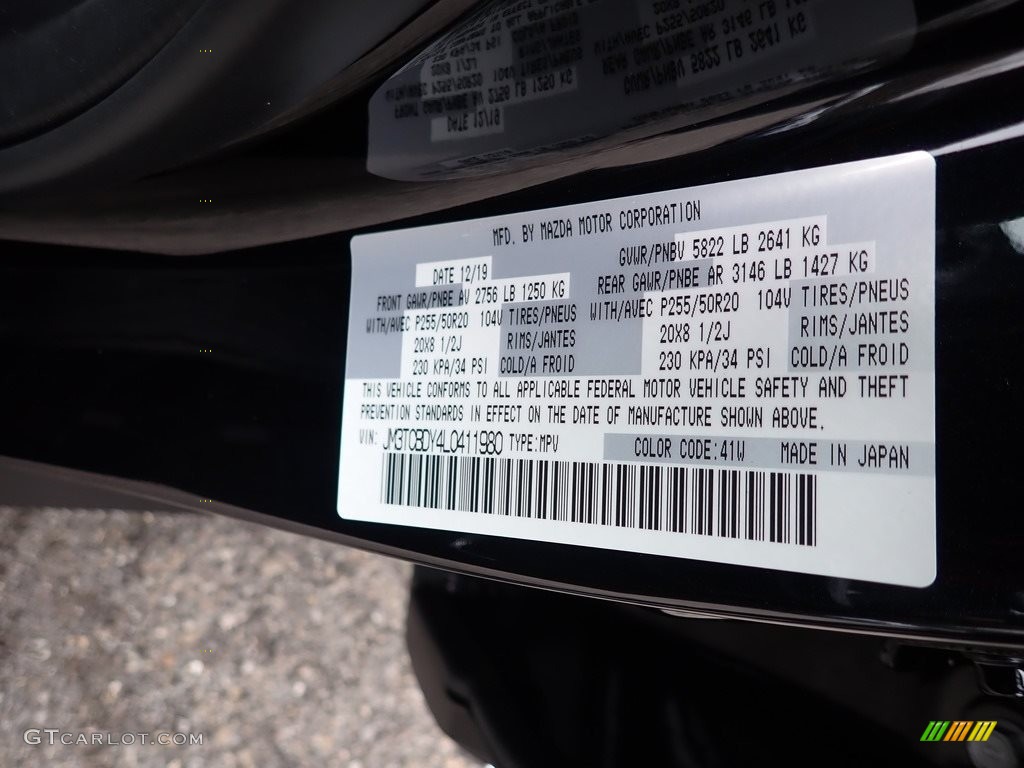 MFD. BY MAZDA MOTOR CORPORATION
DATE 12/19 GVWR/PNBV 5822 LB 2641 KG
FRONT GAWR/PNBE AV 2756 LB 1250 KG REAR GAWR/PNBE AR 3146 LB 1427 KG
WITH/AVEC P255/50R20 104V TIRES/PNEUS WITH/AVEC P255/50R20 104V TIRES/PNEUS
20X8 1/2J RIMS/JANTES 20X8 1/2J RIMS/JANTES
230 KPA/34 PSI COLD/A FROID 230 KPA/34 PSI COLD/A FROID
THIS VEHICLE CONFORMS TO ALL APPLICABLE FEDERAL MOTOR VEHICLE SAFETY AND THEFT
PREVENTION STANDARDS IN EFFECT ON THE DATE OF MANUFACTURE SHOWN ABOVE.
VIN: JM3TCBDY4L0411980 TYPE:MPV COLOR CODE:41W MADE IN JAPAN
GTCARLOT.COM